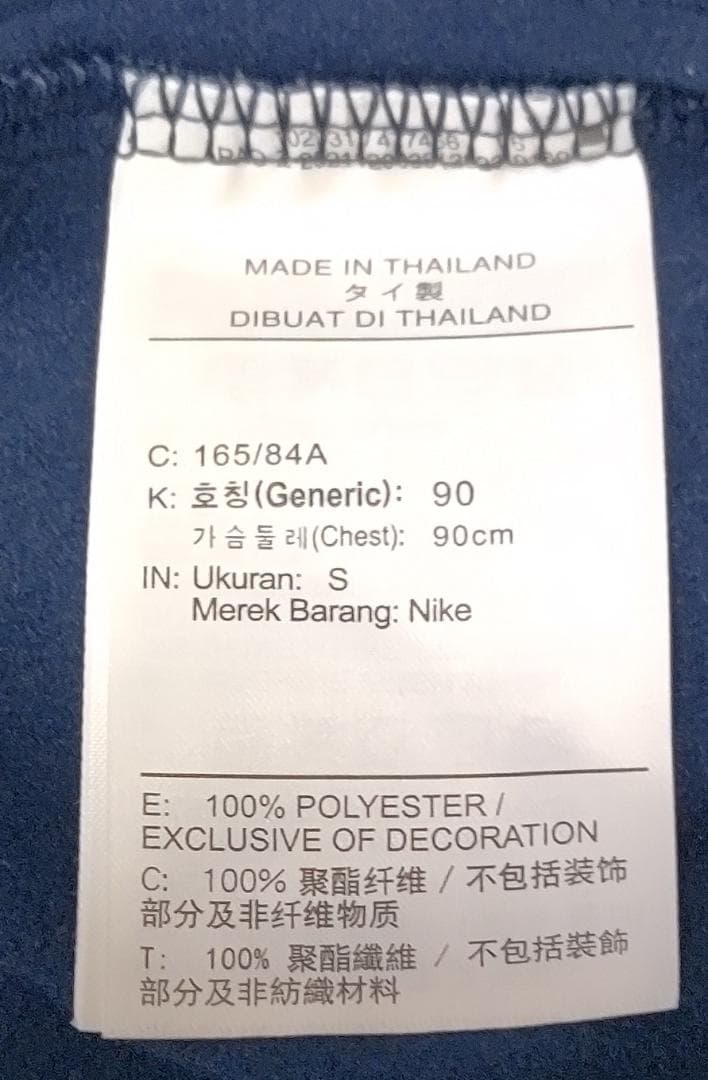 MADE IN THAILAND
タイ製
DIBUAT DI THAILAND
C: 165/84A
K: 호칭(Generic): 90
가슴둘레(Chest): 90cm
IN: Ukuran: S
Merek Barang: Nike
E: 100% POLYESTER /
EXCLUSIVE OF DECORATION
C: 100% 聚酯纤维 / 不包括装饰
部分及非纤维物质
T: 100% 聚酯纖維 / 不包括裝飾
部分及非紡織材料